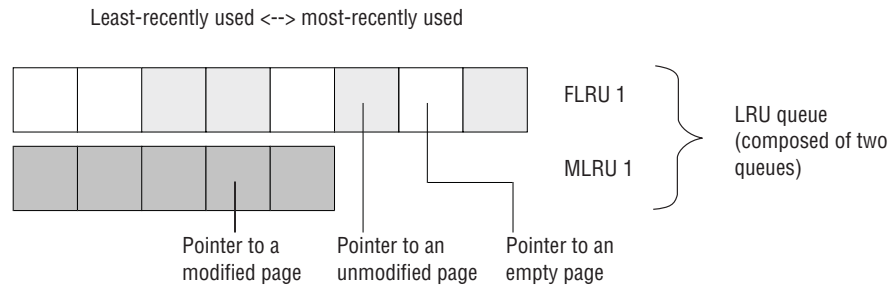 Least-recently used <--> most-recently used
FLRU 1
MLRU 1
LRU queue
(composed of two
queues)
Pointer to a
modified page
Pointer to an
unmodified page
Pointer to an
empty page